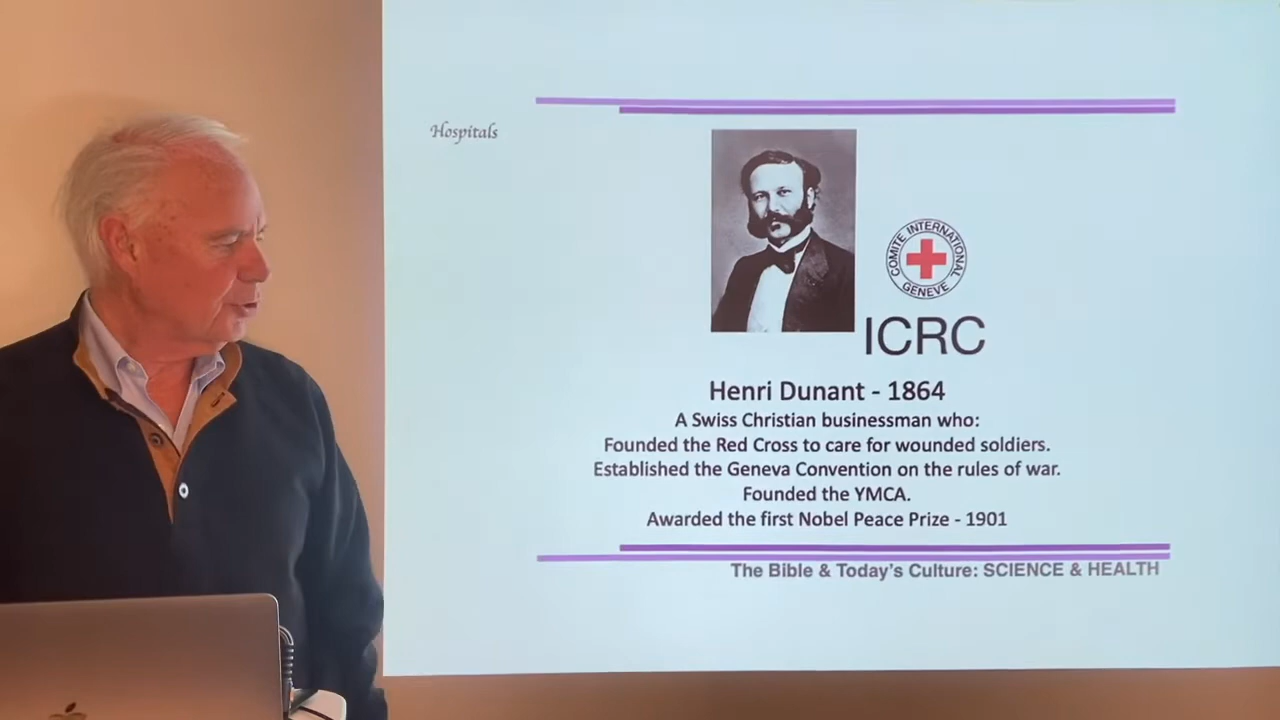 Hospitals
COMITE INTERNATIONAL
GENEVE
ICRC
Henri Dunant - 1864
A Swiss Christian businessman who:
Founded the Red Cross to care for wounded soldiers.
Established the Geneva Convention on the rules of war.
Founded the YMCA.
Awarded the first Nobel Peace Prize - 1901
The Bible & Today's Culture: SCIENCE & HEALTH